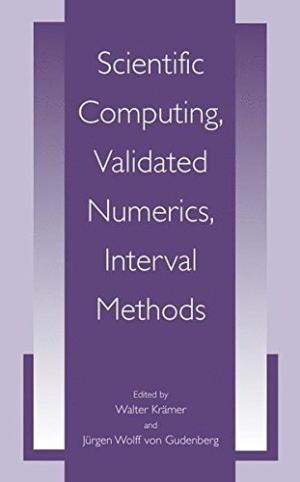 Scientific
Computing,
Validated
Numerics,
Interval
Methods
Edited by
Walter Krämer
and
Jürgen Wolff von Gudenberg